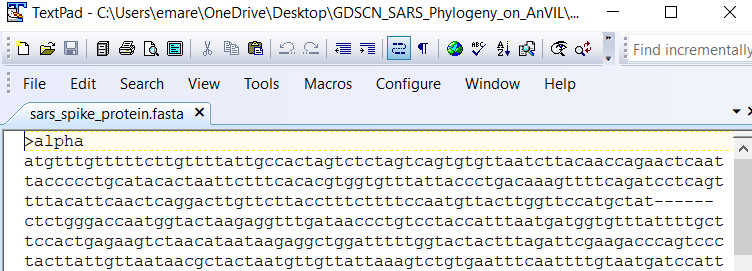 TextPad - C:\Users\emare\OneDrive\Desktop\GDSCN_SARS_Phylogeny_on_AnVIL\...
Find incrementally
File Edit Search View Tools Macros Configure Window Help
sars_spike_protein.fasta
>alpha
atgtttgtttttcttgttttattgccactagtctctagtcagtgtgttaatcttacaaccagaactcaat
taccccctgcatacactaattctttcacacgtggtgtttattaccctgacaaagttttcagatcctcagt
tttacattcaactcaggacttgttcttacctttcttttccaatgttacttggttccatgctat------
ctctgggaccaatggtactaagaggtttgataaccctgtcctaccatttaatgatggtgtttattttgct
tccactgagaagtctaacataataagaggctggatttttggtactactttagattcgaagacccagtccc
tacttattgttaataacgctactaatgttgttattaaagtctgtgaatttcaattttgtaatgatccatt